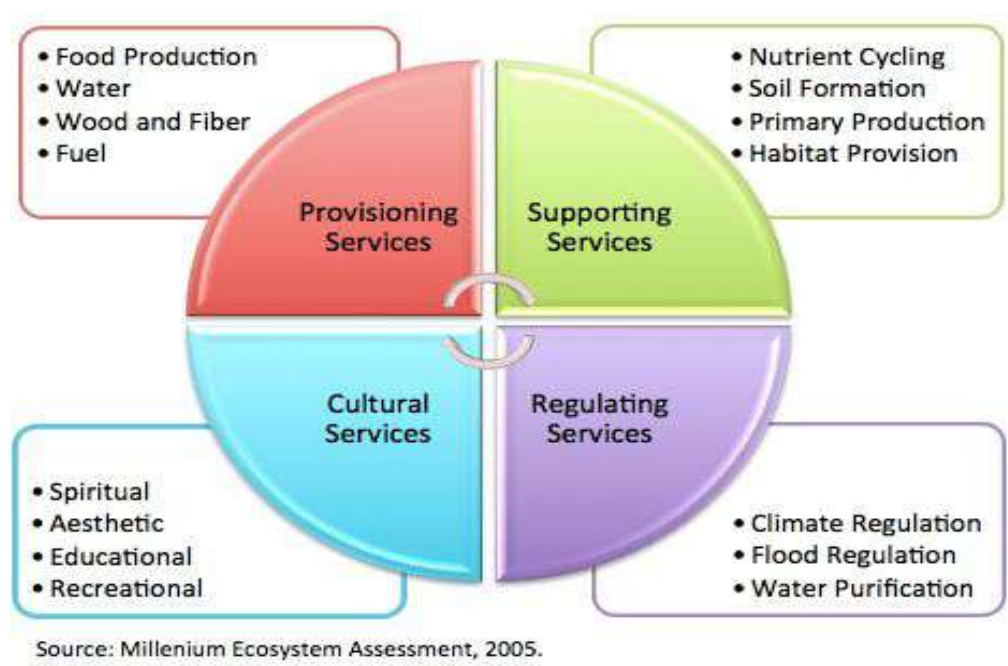 • Food Production
• Water
• Wood and Fiber
• Fuel
• Nutrient Cycling
• Soil Formation
• Primary Production
• Habitat Provision
Provisioning
Services
Supporting
Services
Cultural
Services
Regulating
Services
• Spiritual
• Aesthetic
• Educational
• Recreational
• Climate Regulation
• Flood Regulation
• Water Purification
Source: Millenium Ecosystem Assessment, 2005.